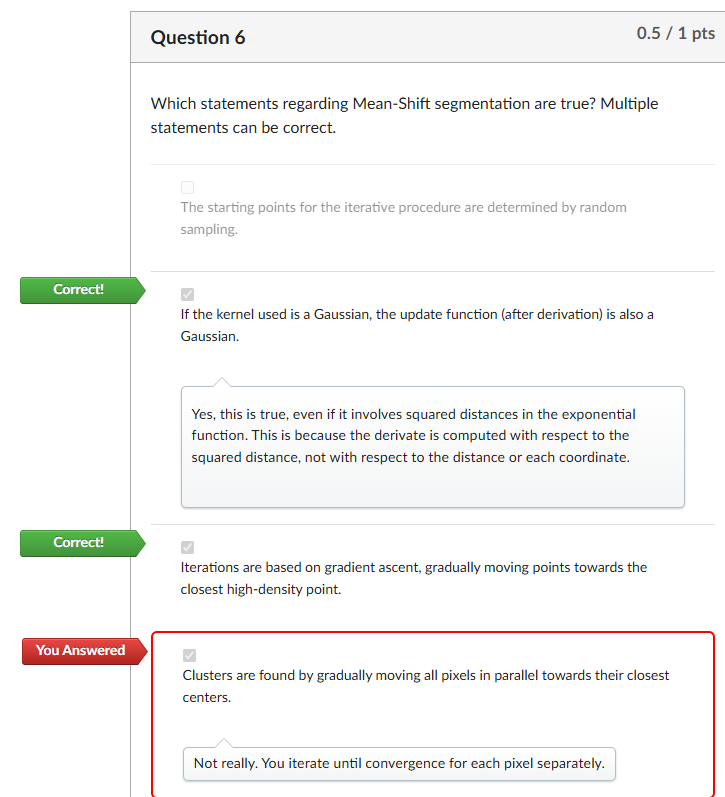 Question 6
0.5 / 1 pts
Which statements regarding Mean-Shift segmentation are true? Multiple
statements can be correct.
The starting points for the iterative procedure are determined by random
sampling.
Correct!
If the kernel used is a Gaussian, the update function (after derivation) is also a
Gaussian.
Yes, this is true, even if it involves squared distances in the exponential
function. This is because the derivate is computed with respect to the
squared distance, not with respect to the distance or each coordinate.
Correct!
Iterations are based on gradient ascent, gradually moving points towards the
closest high-density point.
You Answered
Clusters are found by gradually moving all pixels in parallel towards their closest
centers.
Not really. You iterate until convergence for each pixel separately.